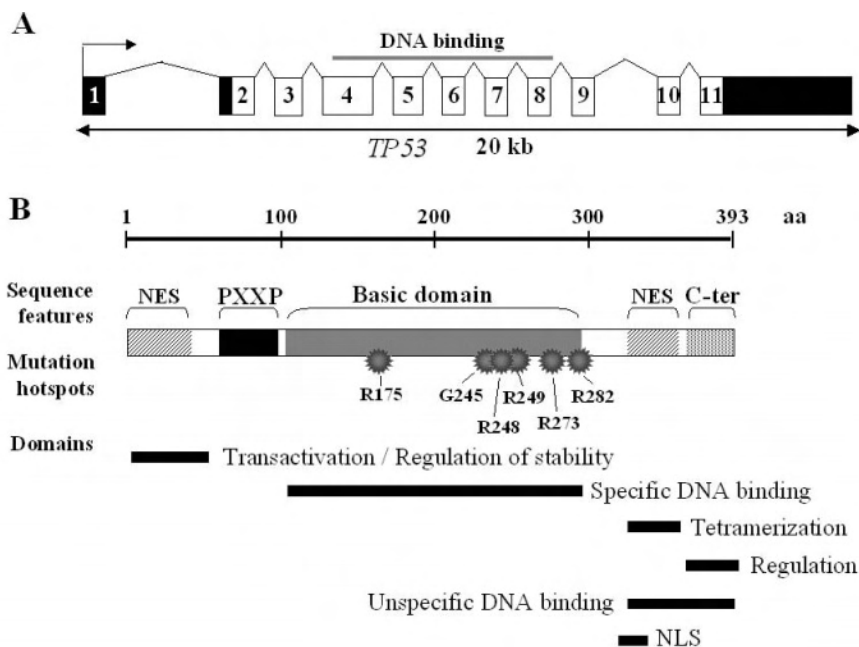 A
DNA binding
1 2 3 4 5 6 7 8 9 10 11
TP53 20 kb
B
1 100 200 300 393 aa
Sequence features
NES PXXP Basic domain NES C-ter
Mutation hotspots
R175 G245 R248 R249 R273 R282
Domains
Transactivation / Regulation of stability
Specific DNA binding
Tetramerization
Regulation
Unspecific DNA binding
NLS